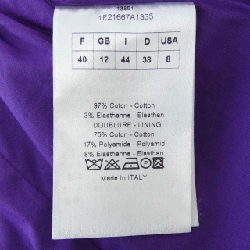 13951
1E21667A1335
F GB I D USA
40 12 44 38 8
97% Coton - Cotton
3% Elasthanne - Elasthan
DOUBLURE - LINING
75% Coton - Cotton
17% Polyamide - Polyamid
8% Elasthanne - Elasthan
Made In ITALY